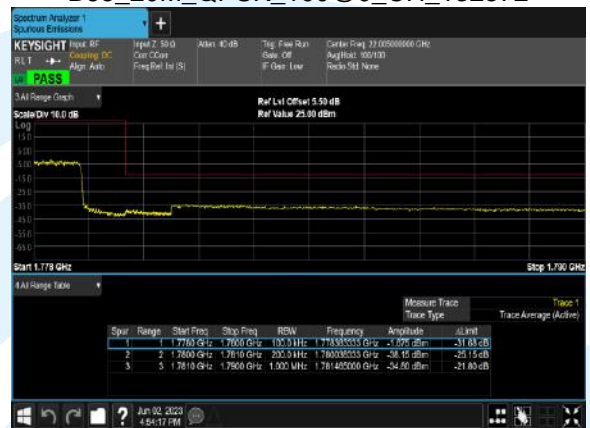 Spectrum Analyzer 1
Spurious Emissions
KEYSIGHT Input: RF
Coupling: DC
Align: Auto
Input Z: 50 Ω
Corr CCorr
Freq Ref: Int (S)
Atten: 40 dB
Trig: Free Run
Gate: Off
IF Gain: Low
Center Freq: 22.005000000 GHz
Avg|Hold: 100/100
Radio Std: None
PASS
3 All Range Graph
Scale/Div 10.0 dB
Ref Lvl Offset 5.50 dB
Ref Value 25.00 dBm
Log
15.0
5.00
-5.00
-15.0
-25.0
-35.0
-45.0
-55.0
-65.0
Start 1.778 GHz
Stop 1.790 GHz
4 All Range Table
Measure Trace Trace 1
Trace Type Trace Average (Active)
Spur Range Start Freq Stop Freq RBW Frequency Amplitude ΔLimit
1 1 1.7780 GHz 1.7800 GHz 100.0 kHz 1.778383333 GHz -1.675 dBm -31.68 dB
2 2 1.7800 GHz 1.7810 GHz 200.0 kHz 1.780036333 GHz -38.15 dBm -25.15 dB
3 3 1.7810 GHz 1.7900 GHz 1.000 MHz 1.781485000 GHz -34.80 dBm -21.80 dB
Jun 02, 2023
4:54:17 PM